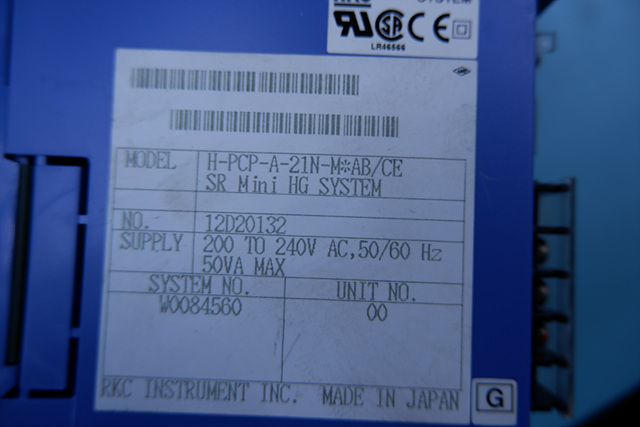 SYSTEM
LR46566
MODEL H-PCP-A-21N-M*AB/CE
SR Mini HG SYSTEM
NO. 12D20132
SUPPLY 200 TO 240V AC,50/60 Hz
50VA MAX
SYSTEM NO. UNIT NO.
W0084560 00
RKC INSTRUMENT INC. MADE IN JAPAN
G